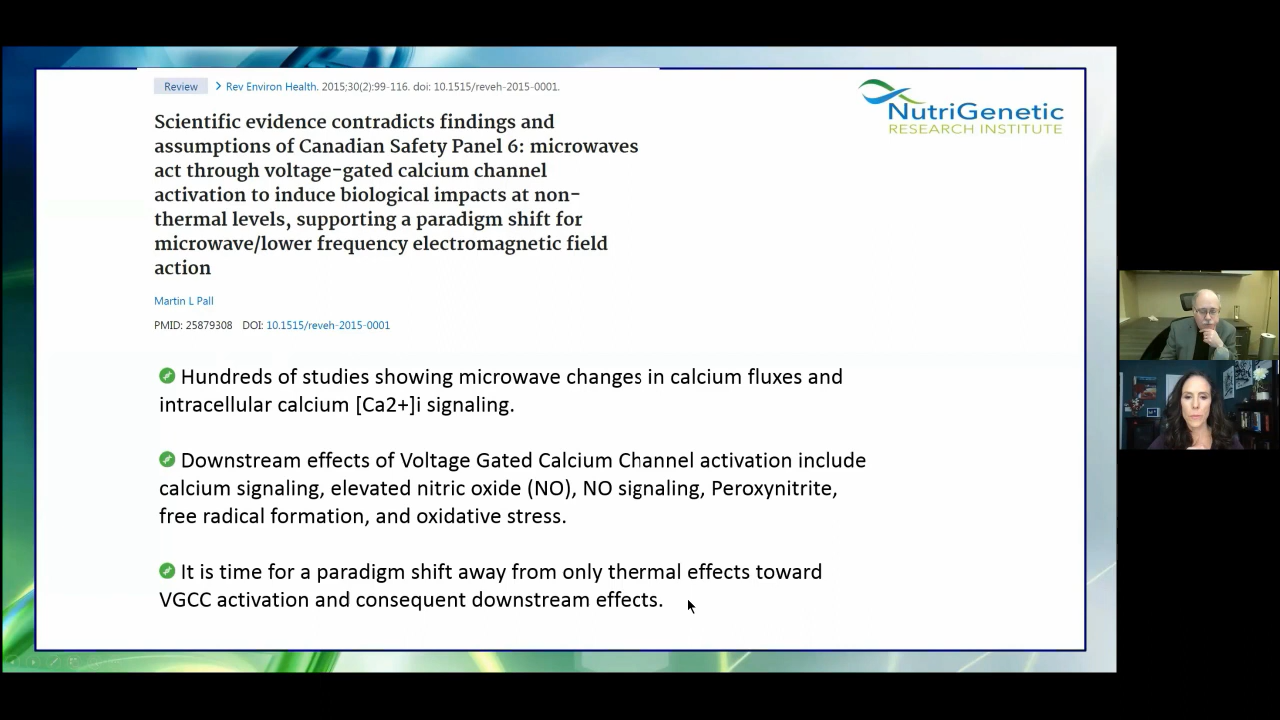 Review > Rev Environ Health. 2015;30(2):99-116. doi: 10.1515/reveh-2015-0001.
NutriGenetic
RESEARCH INSTITUTE
Scientific evidence contradicts findings and
assumptions of Canadian Safety Panel 6: microwaves
act through voltage-gated calcium channel
activation to induce biological impacts at non-
thermal levels, supporting a paradigm shift for
microwave/lower frequency electromagnetic field
action
Martin L Pall
PMID: 25879308 DOI: 10.1515/reveh-2015-0001
Hundreds of studies showing microwave changes in calcium fluxes and
intracellular calcium [Ca2+]i signaling.
Downstream effects of Voltage Gated Calcium Channel activation include
calcium signaling, elevated nitric oxide (NO), NO signaling, Peroxynitrite,
free radical formation, and oxidative stress.
It is time for a paradigm shift away from only thermal effects toward
VGCC activation and consequent downstream effects.